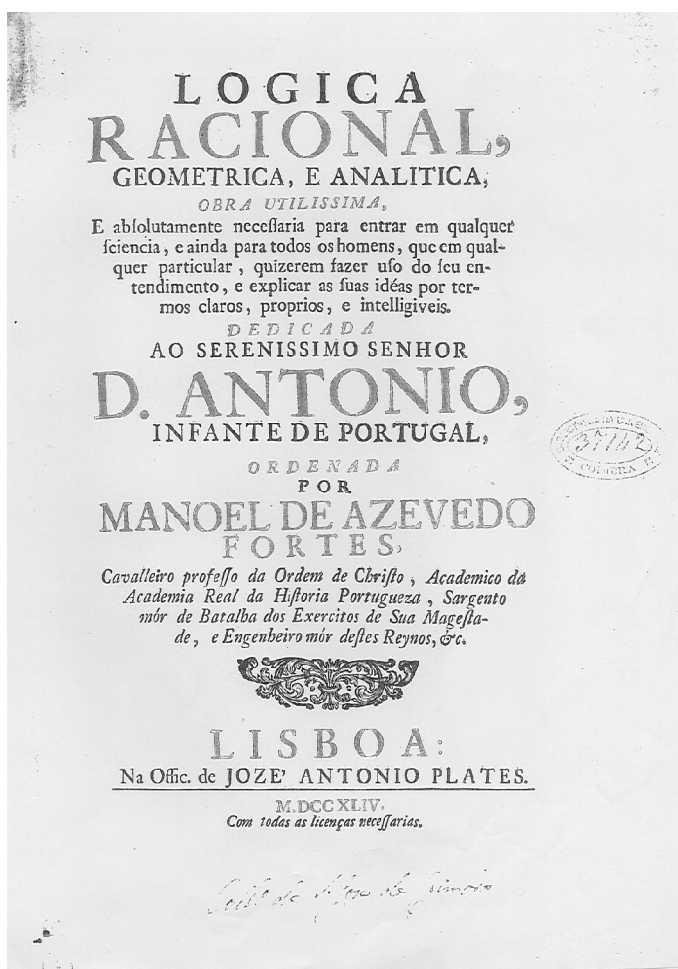 LOGICA
RACIONAL,
GEOMETRICA, E ANALITICA,
OBRA UTILISSIMA,
E abſolutamente neceſſaria para entrar em qualquer
ſciencia, e ainda para todos os homens, que em qual-
quer particular, quizerem fazer uſo do ſeu en-
tendimento, e explicar as ſuas idéas por ter-
mos claros, proprios, e intelligiveis.
DEDICADA
AO SERENISSIMO SENHOR
D. ANTONIO,
INFANTE DE PORTUGAL,
ORDENADA
POR
MANOEL DE AZEVEDO
FORTES,
Cavalleiro profeſſo da Ordem de Chriſto, Academico da
Academia Real da Hiſtoria Portugueza, Sargento
mór de Batalha dos Exercitos de Sua Mageſta-
de, e Engenheiro mór deſtes Reynos, &c.
37142
COIMBRA
LISBOA:
Na Offic. de JOZE' ANTONIO PLATES.
M.DCCXLIV.
Com todas as licenças neceſſarias.